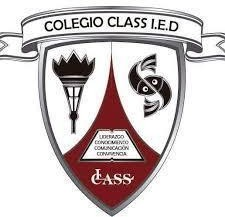 COLEGIO CLASS I.E.D
LIDERAZGO
CONOCIMIENTO
COMUNICACIÓN
CONVIVENCIA
CLASS